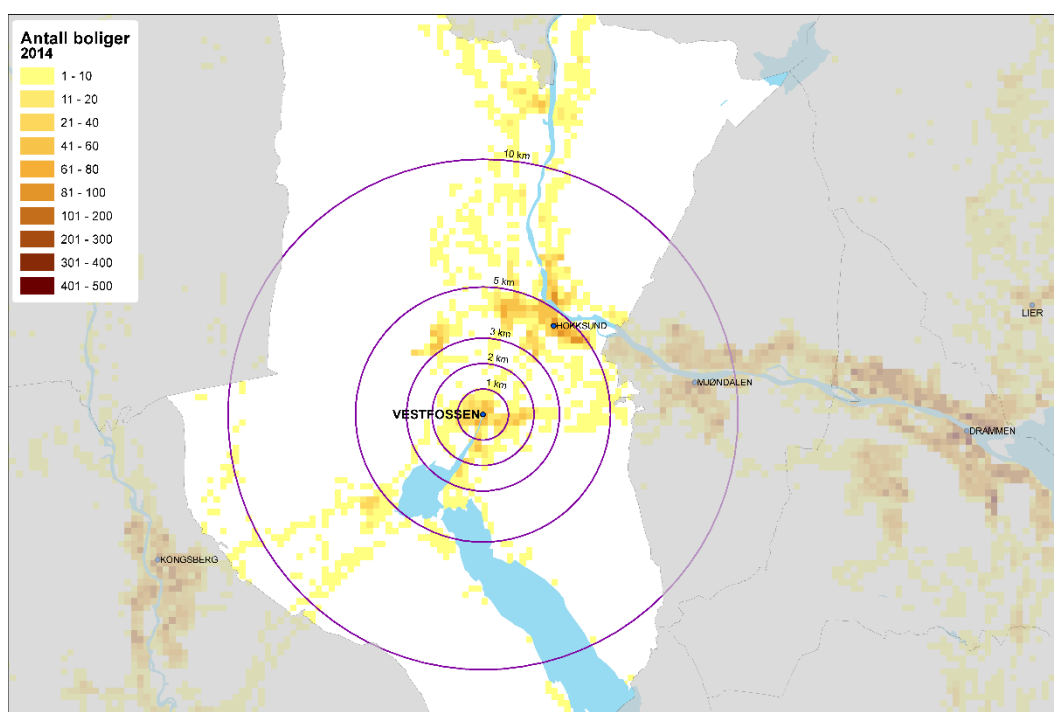 Antall boliger
2014
1 - 10
11 - 20
21 - 40
41 - 60
61 - 80
81 - 100
101 - 200
201 - 300
301 - 400
401 - 500
10 km
5 km
3 km
2 km
1 km
HOKKSUND
LIER
MJØNDALEN
VESTFOSSEN
DRAMMEN
KONGSBERG